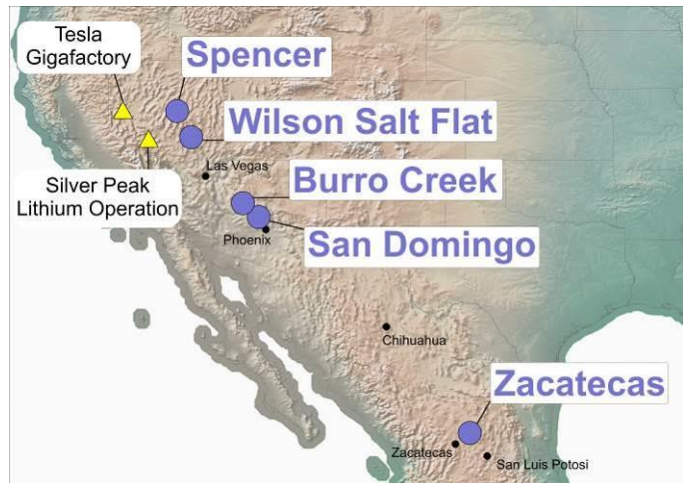 Tesla
Gigafactory
Spencer
Wilson Salt Flat
Las Vegas
Silver Peak
Lithium Operation
Burro Creek
San Domingo
Phoenix
Chihuahua
Zacatecas
Zacatecas
San Luis Potosi